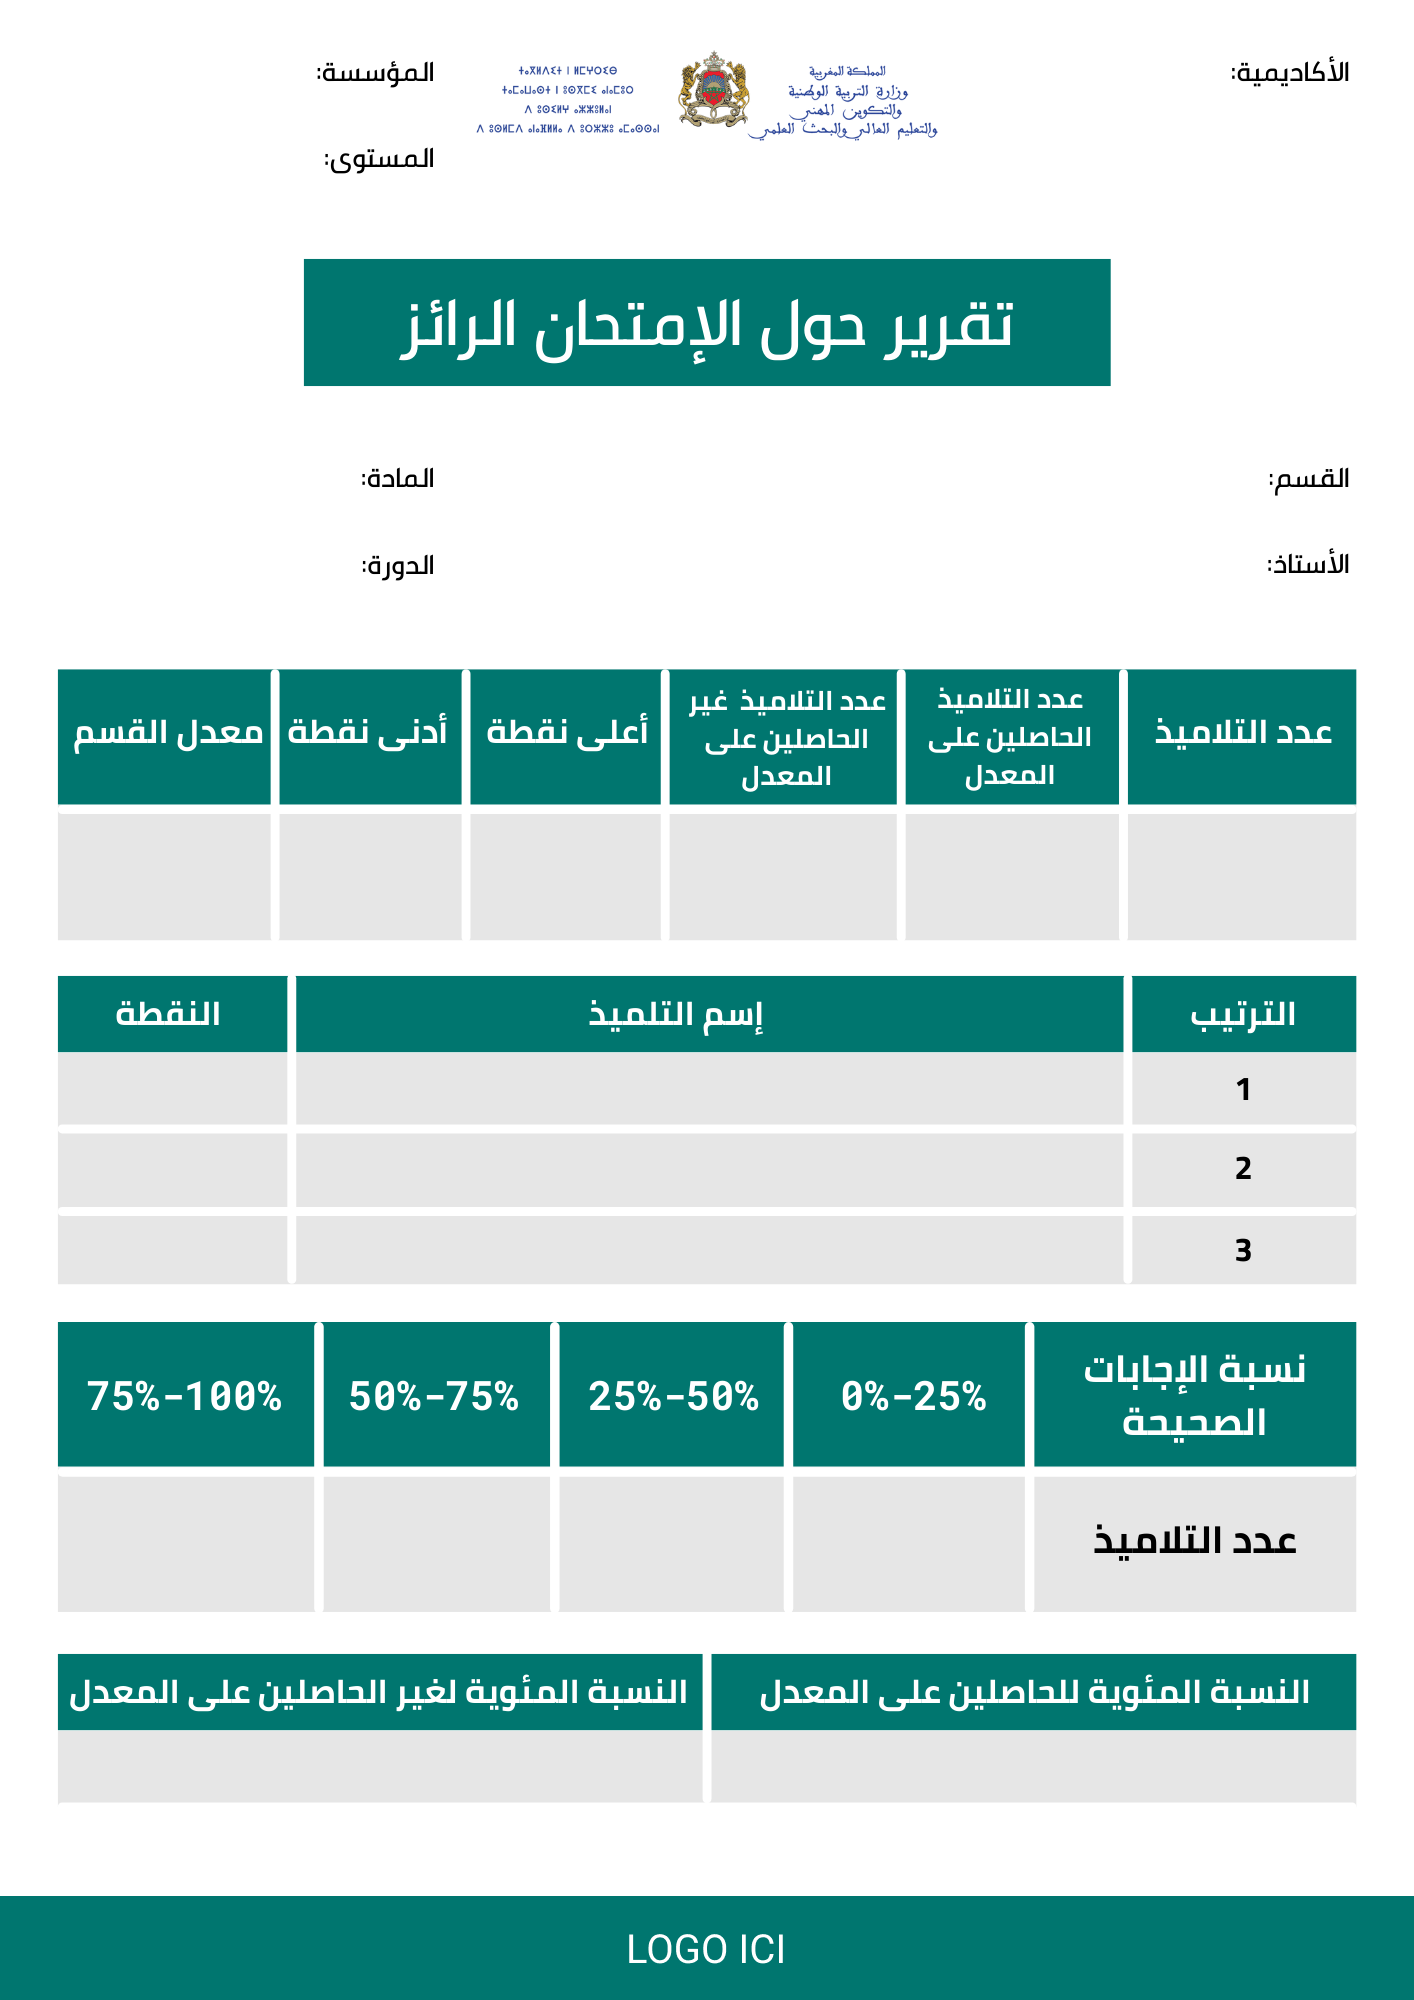 الأكاديمية:
المملكة المغربية
وزارة التربية الوطنية
والتكوين المهني
والتعليم العالي والبحث العلمي
ⵜⴰⴳⵍⴷⵉⵜ ⵏ ⵍⵎⵖⵔⵉⴱ
ⵜⴰⵎⴰⵡⴰⵙⵜ ⵏ ⵓⵙⴳⵎⵉ ⴰⵏⴰⵎⵓⵔ
ⴷ ⵓⵙⵉⵍⵖ ⴰⵣⵣⵓⵍⴰⵏ
ⴷ ⵓⵙⵍⵎⴷ ⴰⵏⴰⴼⵍⵍⴰ ⴷ ⵓⵔⵣⵣⵓ ⴰⵎⴰⵙⵙⴰⵏ
المؤسسة:
المستوى:
تقرير حول الإمتحان الرائز
القسم:
المادة:
الأستاذ:
الدورة:
عدد التلاميذ
عدد التلاميذ
الحاصلين على
المعدل
عدد التلاميذ غير
الحاصلين على
المعدل
أعلى نقطة
أدنى نقطة
معدل القسم
الترتيب
إسم التلميذ
النقطة
1
2
3
نسبة الإجابات
الصحيحة
0%-25%
25%-50%
50%-75%
75%-100%
عدد التلاميذ
النسبة المئوية للحاصلين على المعدل
النسبة المئوية لغير الحاصلين على المعدل
LOGO ICI